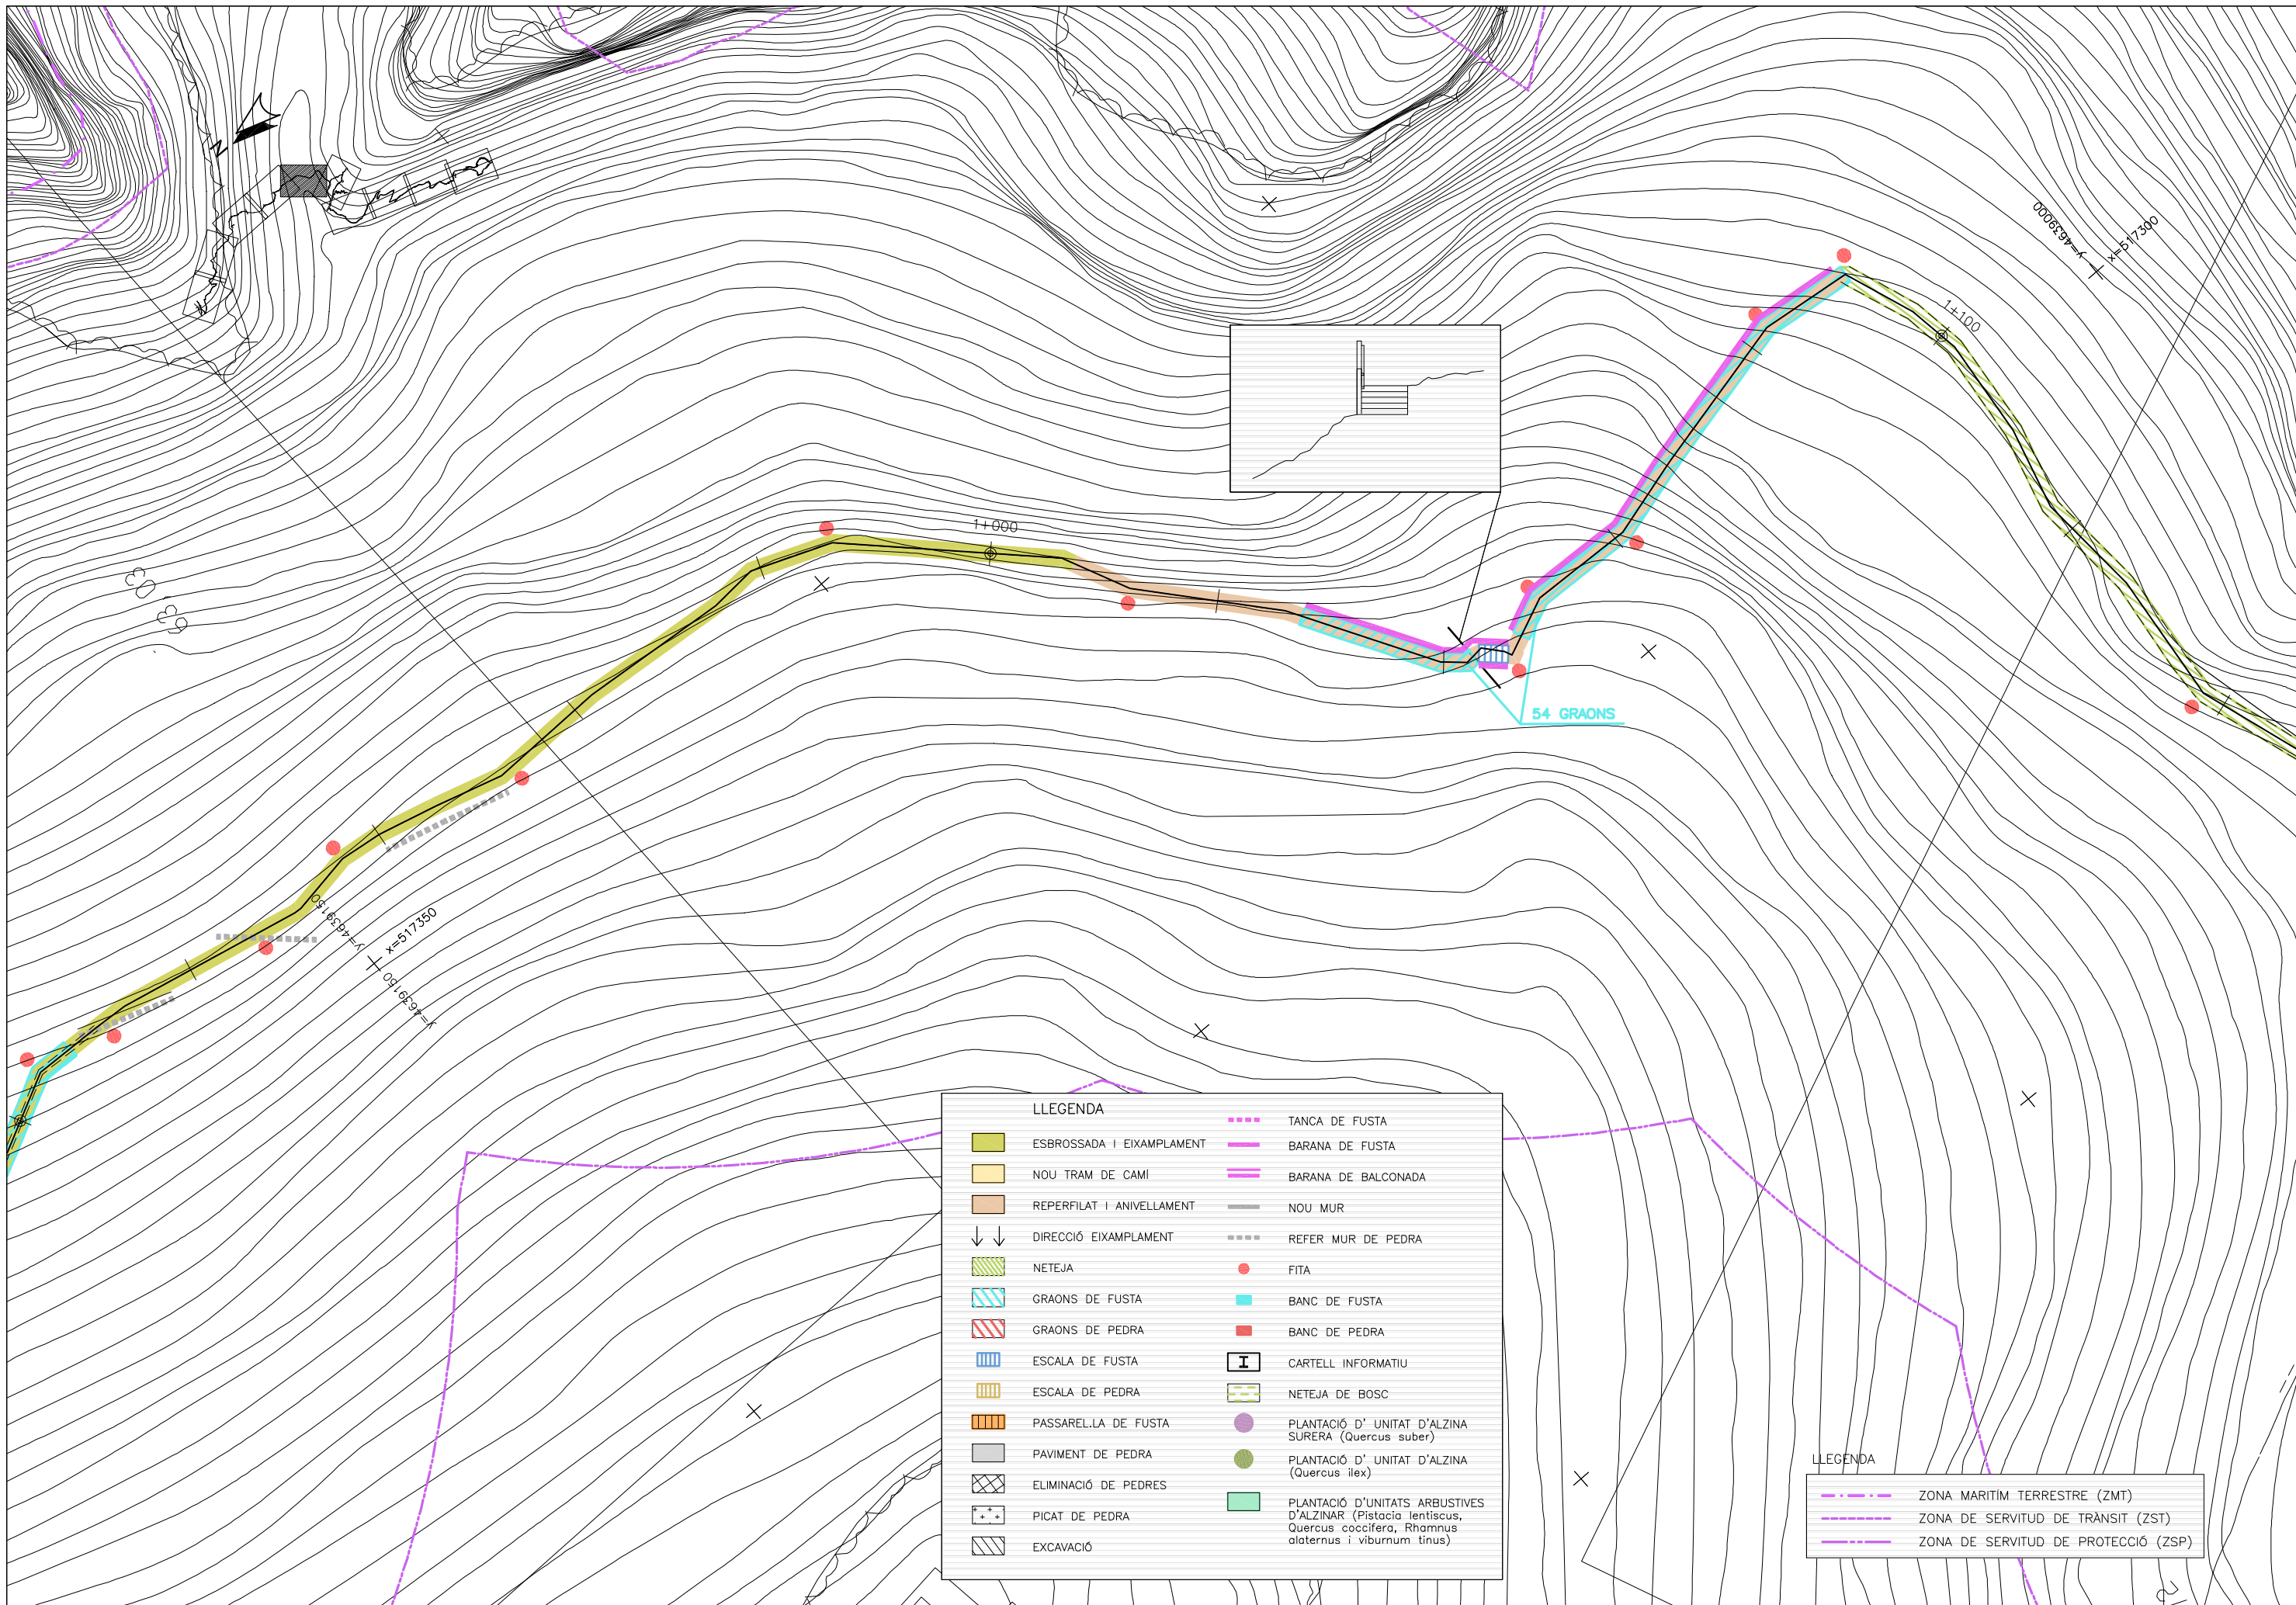 N
y=4639000
x=517300
1+100
1+000
54 GRAONS
y=4639150
x=517350
y=4639150
LLEGENDA
ESBROSSADA I EIXAMPLAMENT
NOU TRAM DE CAMÍ
REPERFILAT I ANIVELLAMENT
DIRECCIÓ EIXAMPLAMENT
NETEJA
GRAONS DE FUSTA
GRAONS DE PEDRA
ESCALA DE FUSTA
ESCALA DE PEDRA
PASSAREL.LA DE FUSTA
PAVIMENT DE PEDRA
ELIMINACIÓ DE PEDRES
PICAT DE PEDRA
EXCAVACIÓ
TANCA DE FUSTA
BARANA DE FUSTA
BARANA DE BALCONADA
NOU MUR
REFER MUR DE PEDRA
FITA
BANC DE FUSTA
BANC DE PEDRA
I CARTELL INFORMATIU
NETEJA DE BOSC
PLANTACIÓ D' UNITAT D'ALZINA
SURERA (Quercus suber)
PLANTACIÓ D' UNITAT D'ALZINA
(Quercus ilex)
PLANTACIÓ D'UNITATS ARBUSTIVES
D'ALZINAR (Pistacia lentiscus,
Quercus coccifera, Rhamnus
alaternus i viburnum tinus)
LLEGENDA
ZONA MARITÍM TERRESTRE (ZMT)
ZONA DE SERVITUD DE TRÀNSIT (ZST)
ZONA DE SERVITUD DE PROTECCIÓ (ZSP)